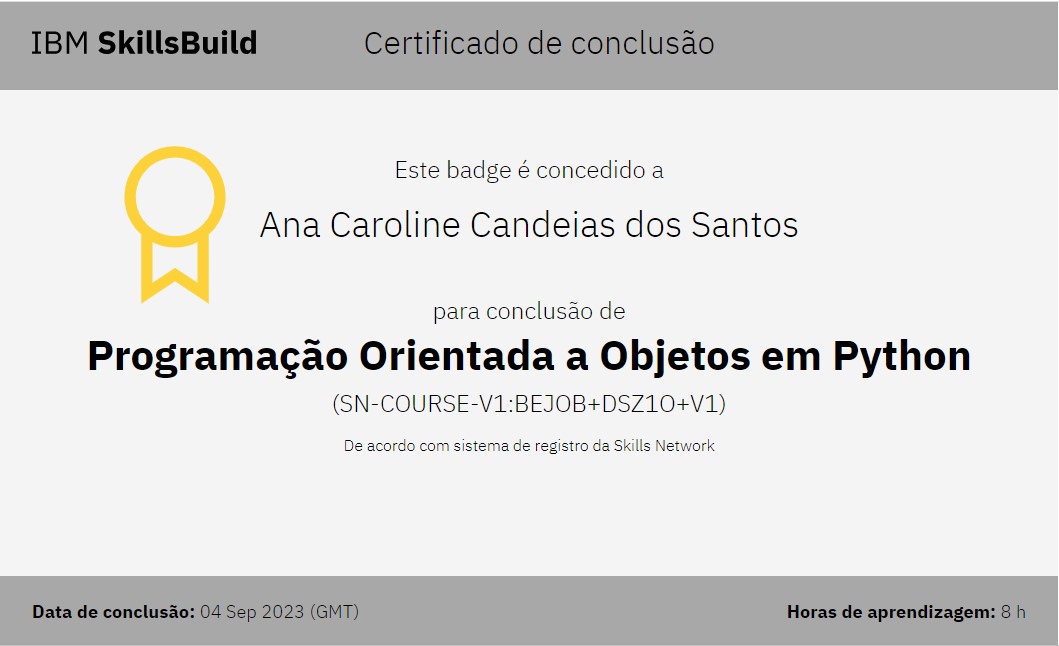 IBM SkillsBuild
Certificado de conclusão
Este badge é concedido a
Ana Caroline Candeias dos Santos
para conclusão de
Programação Orientada a Objetos em Python
(SN-COURSE-V1:BEJOB+DSZ1O+V1)
De acordo com sistema de registro da Skills Network
Data de conclusão: 04 Sep 2023 (GMT)
Horas de aprendizagem: 8 h